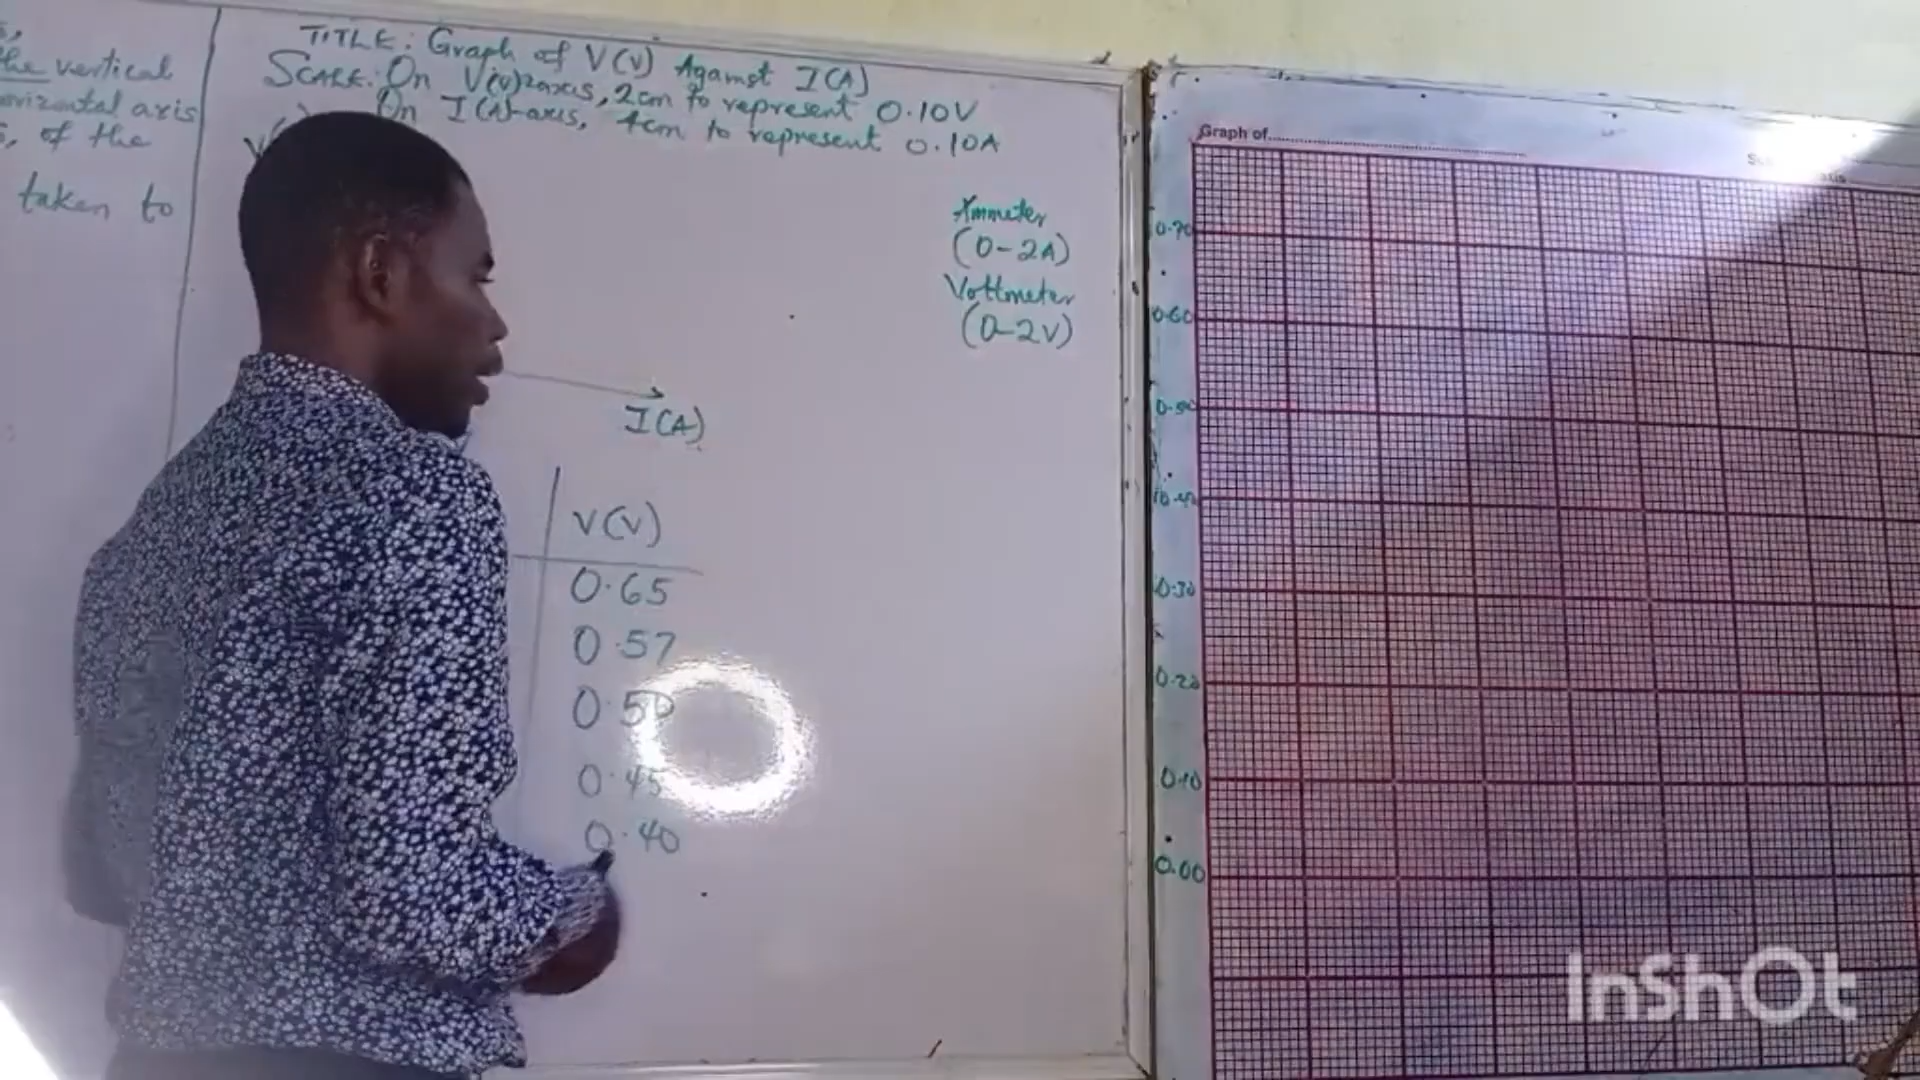 the vertical
horizontal axis
of the
taken to
TITLE: Graph of V(V) Against I(A)
SCALE: On V(V)-axis, 2cm to represent 0.10V
On I(A)-axis, 4cm to represent 0.10A
Ammeter
(0-2A)
Voltmeter
(0-2V)
I(A)
V(V)
0.65
0.57
0.50
0.45
0.40
Graph of
0.70
0.60
0.50
0.40
0.30
0.20
0.10
0.00
InShOt